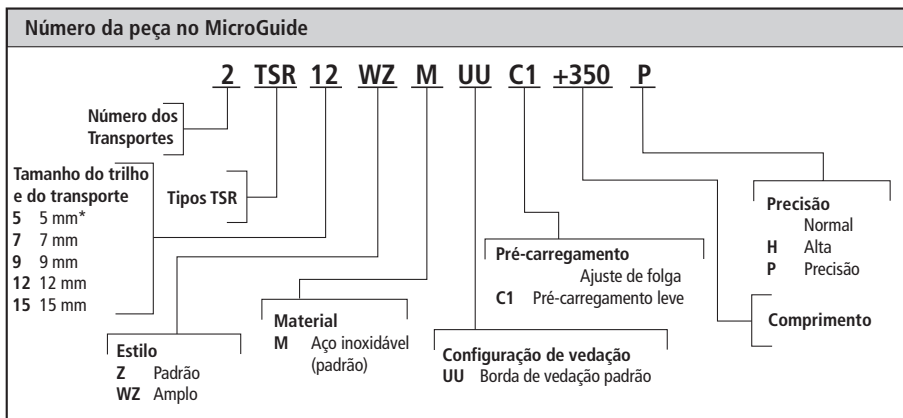 Número da peça no MicroGuide
2 TSR 12 WZ M UU C1 +350 P
Número dos
Transportes
Tamanho do trilho
e do transporte
5 5 mm*
7 7 mm
9 9 mm
12 12 mm
15 15 mm
Tipos TSR
Estilo
Z Padrão
WZ Amplo
Material
M Aço inoxidável
(padrão)
Pré-carregamento
Ajuste de folga
C1 Pré-carregamento leve
Configuração de vedação
UU Borda de vedação padrão
Precisão
Normal
H Alta
P Precisão
Comprimento